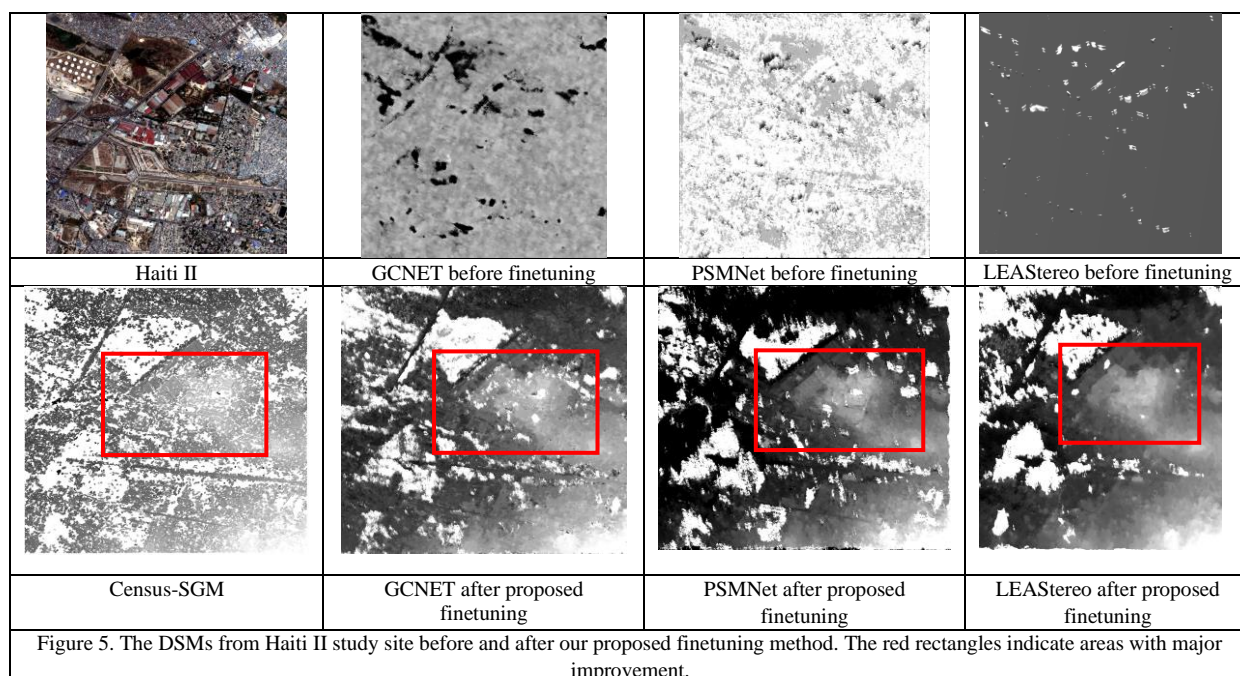 Haiti II
GCNET before finetuning
PSMNet before finetuning
LEAStereo before finetuning
Census-SGM
GCNET after proposed
finetuning
PSMNet after proposed
finetuning
LEAStereo after proposed
finetuning
Figure 5. The DSMs from Haiti II study site before and after our proposed finetuning method. The red rectangles indicate areas with major
improvement.